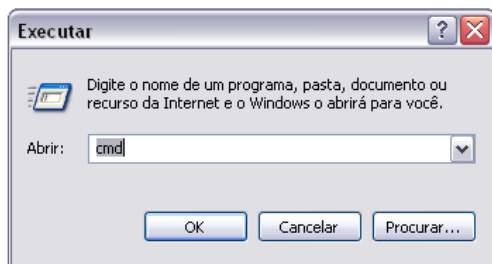 Executar
Digite o nome de um programa, pasta, documento ou
recurso da Internet e o Windows o abrirá para você.
Abrir: cmd
OK Cancelar Procurar...